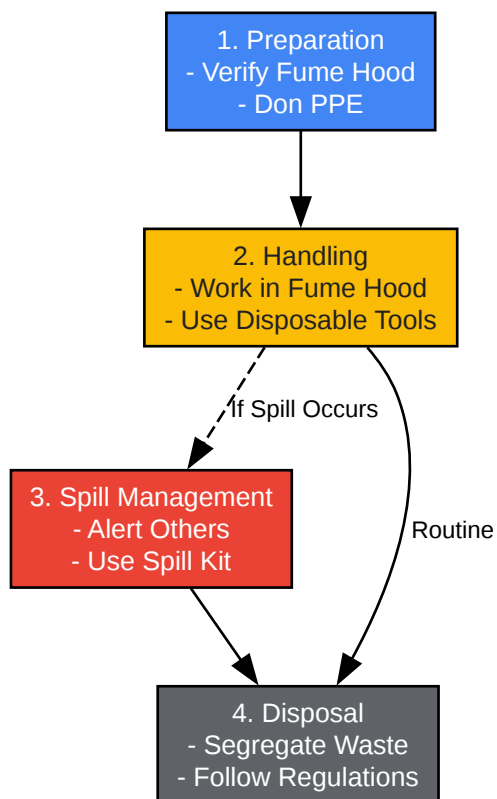 1. Preparation
- Verify Fume Hood
- Don PPE
2. Handling
- Work in Fume Hood
- Use Disposable Tools
If Spill Occurs
3. Spill Management
- Alert Others
- Use Spill Kit
Routine
4. Disposal
- Segregate Waste
- Follow Regulations